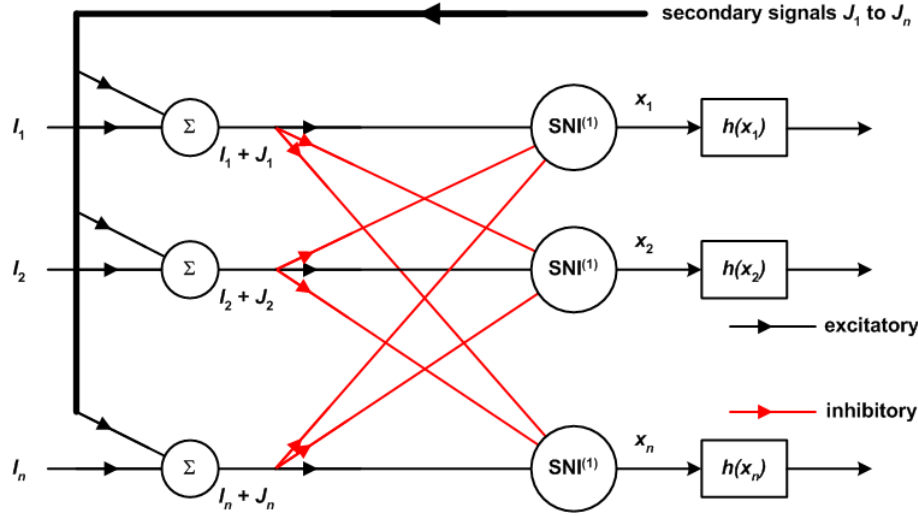 secondary signals J₁ to Jₙ
I₁ Σ SNI⁽¹⁾ x₁ h(x₁)
I₁ + J₁
I₂ Σ SNI⁽¹⁾ x₂ h(x₂)
I₂ + J₂
excitatory
inhibitory
Iₙ Σ SNI⁽¹⁾ xₙ h(xₙ)
Iₙ + Jₙ